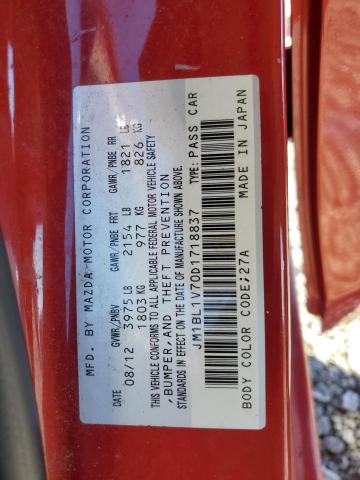 MFD. BY MAZDA MOTOR CORPORATION
DATE GVWR/PNBV GAWR/PNBE FRT GAWR/PNBE RR
08/12 3975 LB 2154 LB 1821 LB
1803 KG 977 KG 826 KG
THIS VEHICLE CONFORMS TO ALL APPLICABLE FEDERAL MOTOR VEHICLE SAFETY
,BUMPER,AND THEFT PREVENTION
STANDARDS IN EFFECT ON THE DATE OF MANUFACTURE SHOWN ABOVE.
JM1BL1V70D1718837 TYPE:PASS CAR
BODY COLOR CODE;27A MADE IN JAPAN